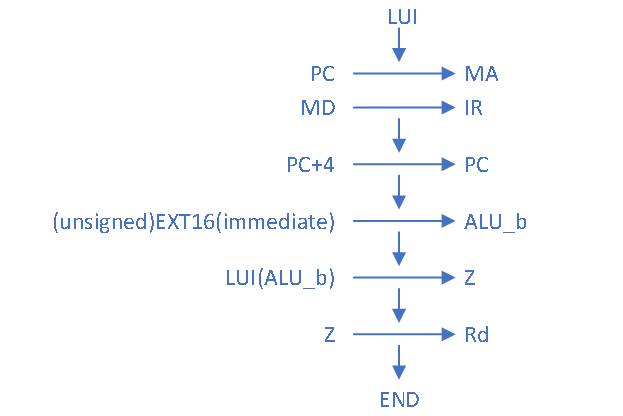 LUI
PC MA
MD IR
PC+4 PC
(unsigned)EXT16(immediate) ALU_b
LUI(ALU_b) Z
Z Rd
END